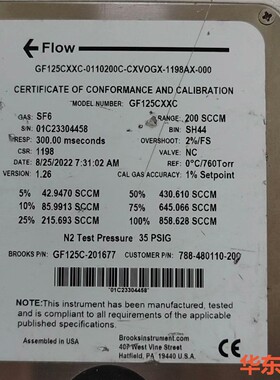 Flow
GF125CXXC-0110200C-CXVOGX-1198AX-000
CERTIFICATE OF CONFORMANCE AND CALIBRATION
MODEL NUMBER: GF125CXXC
GAS: SF6 RANGE: 200 SCCM
S/N: 01C23304458 BIN: SH44
RESP: 300.00 mseconds OVERSHOOT: 2%/FS
CSR: 1198 VALVE: NC
DATE: 8/25/2022 7:31:02 AM REF: 0°C/760Torr
VERSION: 1.26 CAL GAS ACCURACY: 1% Setpoint
5% 42.9470 SCCM 50% 430.610 SCCM
10% 85.9913 SCCM 75% 645.066 SCCM
25% 215.693 SCCM 100% 858.628 SCCM
N2 Test Pressure 35 PSIG
BROOKS P/N: GF125C-201677 CUSTOMER P/N: 788-480110-200
*01C23304458*
NOTE:This instrument has been manufactured, tested,
and certified to all applicable requirements of the
product specification.
Assembled in USA
Brooksinstrument.com
407 West Vine Street
Hatfield, PA 19440 U.S.A.
华东